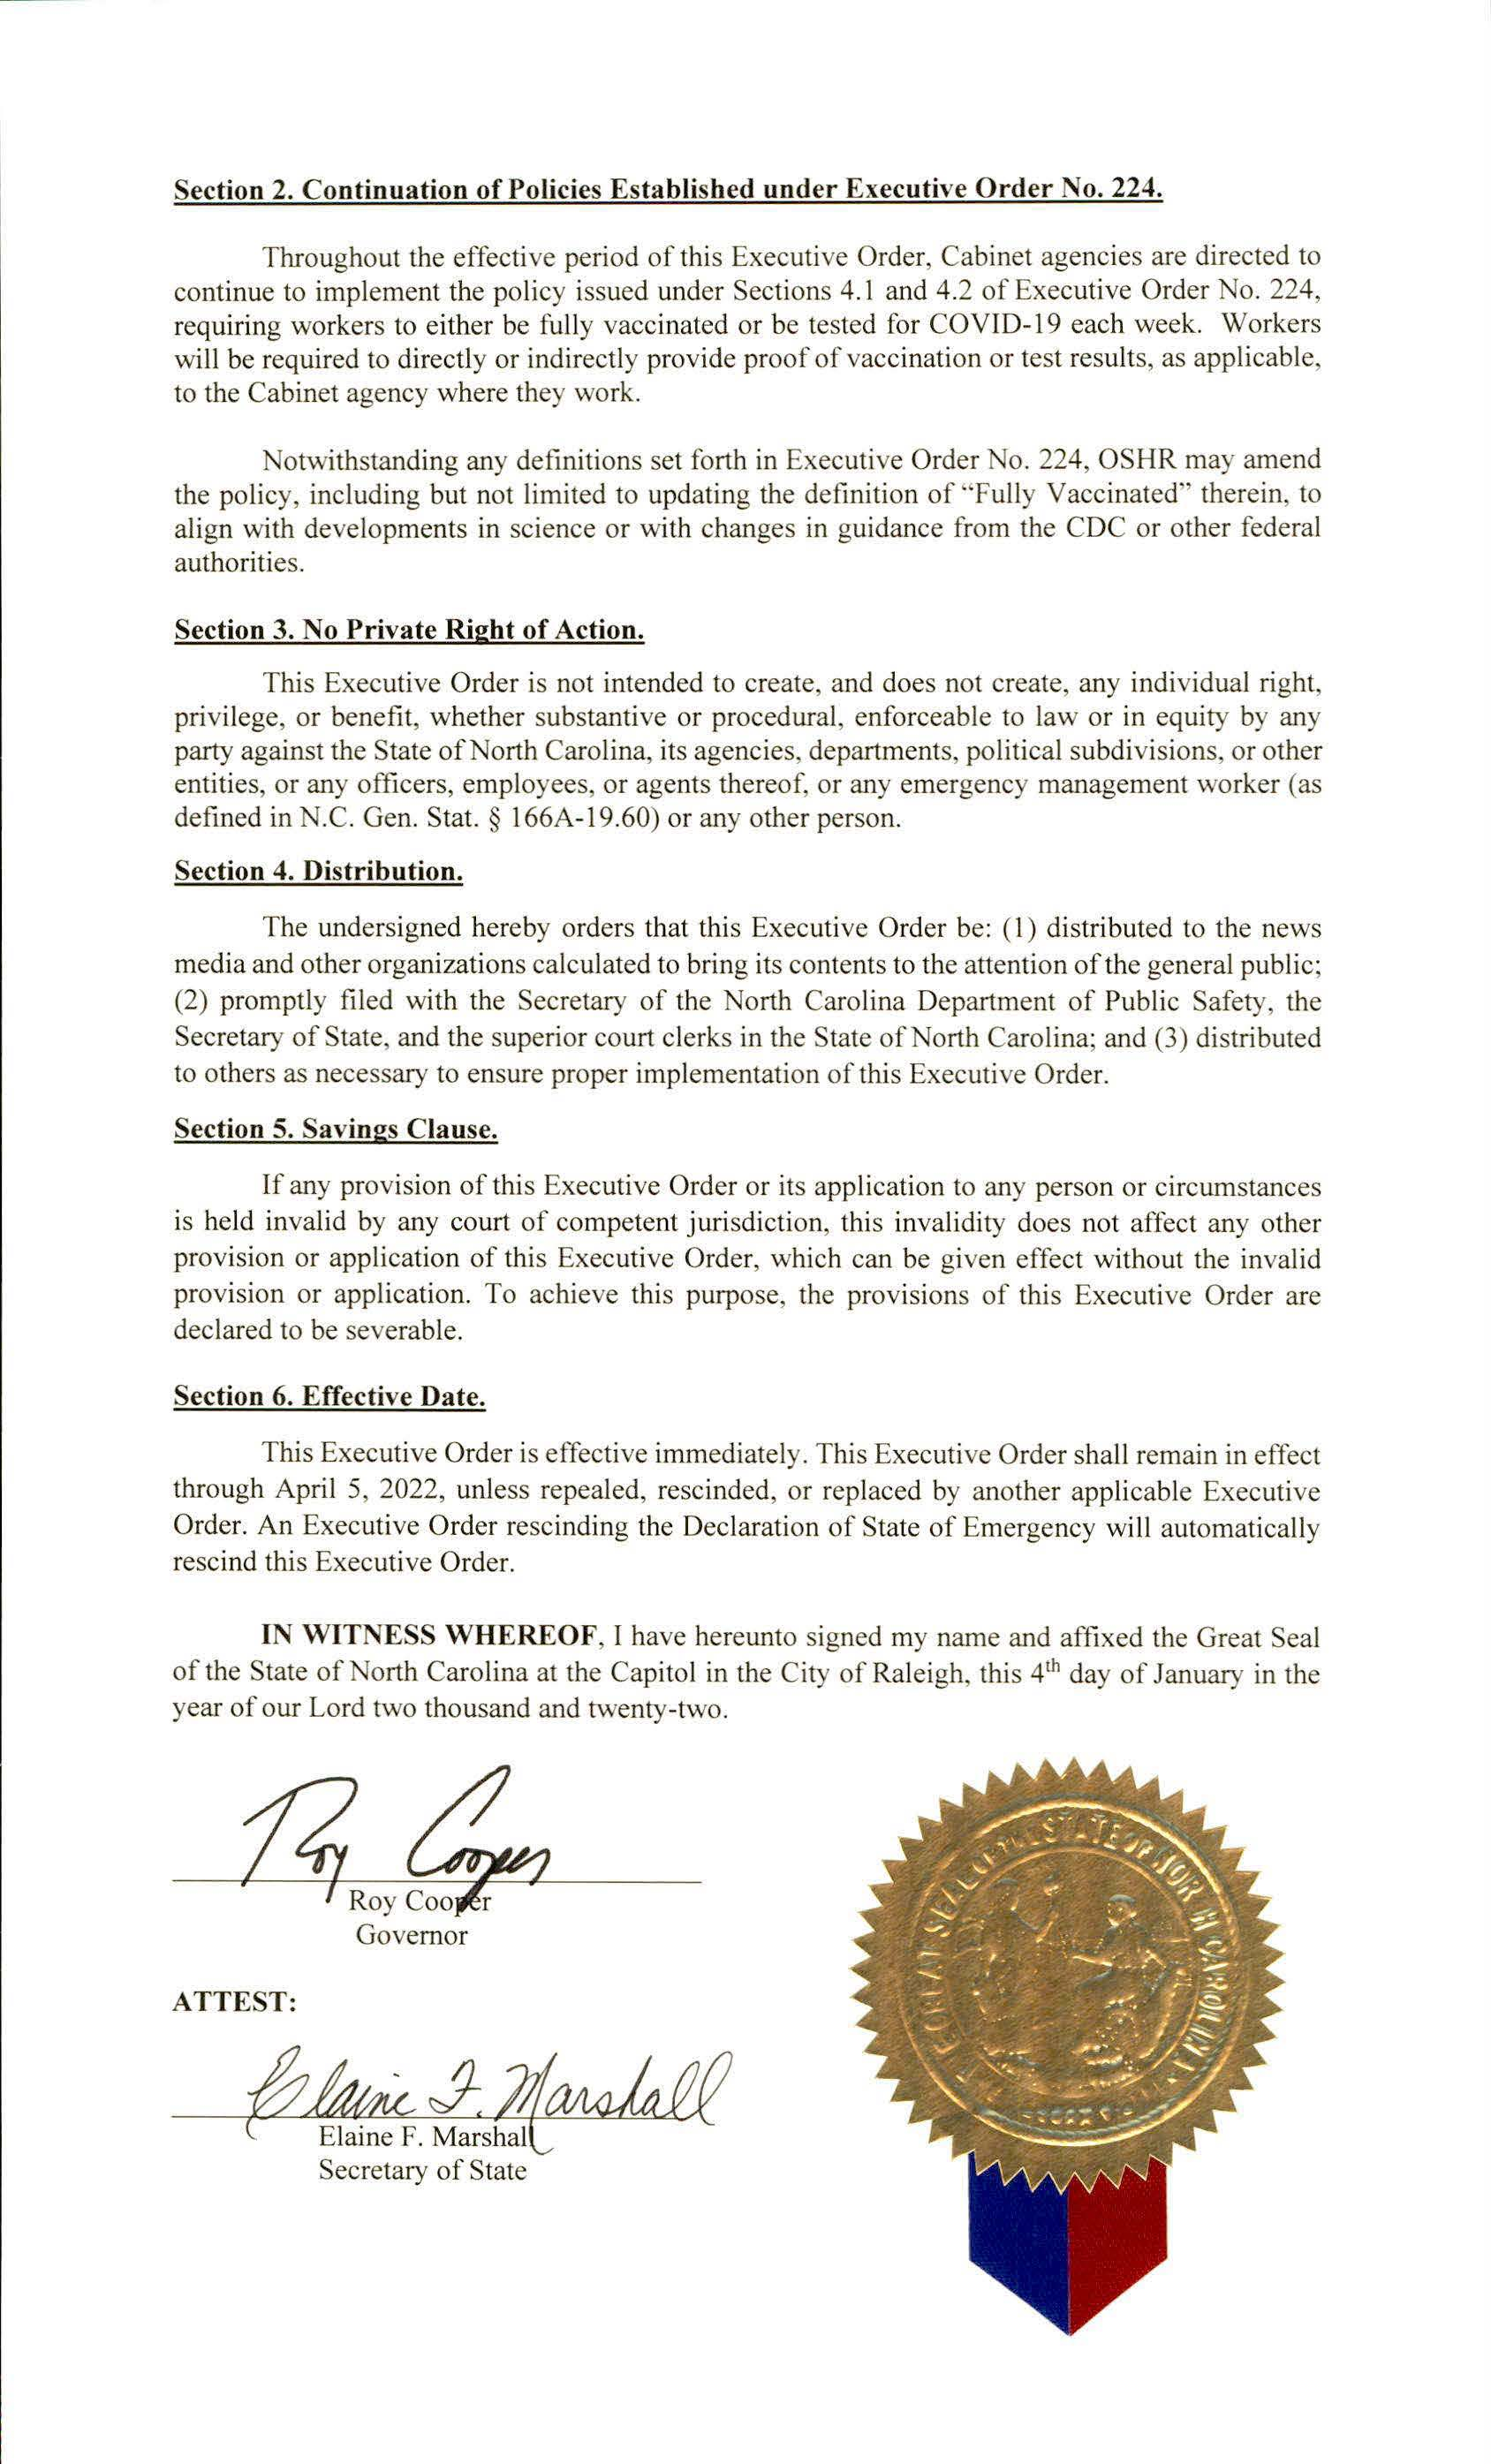 Section 2. Continuation of Policies Established under Executive Order No. 224.
Throughout the effective period of this Executive Order, Cabinet agencies are directed to
continue to implement the policy issued under Sections 4.1 and 4.2 of Executive Order No. 224,
requiring workers to either be fully vaccinated or be tested for COVID-19 each week. Workers
will be required to directly or indirectly provide proof of vaccination or test results, as applicable,
to the Cabinet agency where they work.
Notwithstanding any definitions set forth in Executive Order No. 224, OSHR may amend
the policy, including but not limited to updating the definition of “Fully Vaccinated” therein, to
align with developments in science or with changes in guidance from the CDC or other federal
authorities.
Section 3. No Private Right of Action.
This Executive Order is not intended to create, and does not create, any individual right,
privilege, or benefit, whether substantive or procedural, enforceable to law or in equity by any
party against the State of North Carolina, its agencies, departments, political subdivisions, or other
entities, or any officers, employees, or agents thereof, or any emergency management worker (as
defined in N.C. Gen. Stat. § 166A-19.60) or any other person.
Section 4. Distribution.
The undersigned hereby orders that this Executive Order be: (1) distributed to the news
media and other organizations calculated to bring its contents to the attention of the general public;
(2) promptly filed with the Secretary of the North Carolina Department of Public Safety, the
Secretary of State, and the superior court clerks in the State of North Carolina; and (3) distributed
to others as necessary to ensure proper implementation of this Executive Order.
Section 5. Savings Clause.
If any provision of this Executive Order or its application to any person or circumstances
is held invalid by any court of competent jurisdiction, this invalidity does not affect any other
provision or application of this Executive Order, which can be given effect without the invalid
provision or application. To achieve this purpose, the provisions of this Executive Order are
declared to be severable.
Section 6. Effective Date.
This Executive Order is effective immediately. This Executive Order shall remain in effect
through April 5, 2022, unless repealed, rescinded, or replaced by another applicable Executive
Order. An Executive Order rescinding the Declaration of State of Emergency will automatically
rescind this Executive Order.
IN WITNESS WHEREOF, I have hereunto signed my name and affixed the Great Seal
of the State of North Carolina at the Capitol in the City of Raleigh, this 4th day of January in the
year of our Lord two thousand and twenty-two.
Roy Cooper
Roy Cooper
Governor
ATTEST:
Elaine F. Marshall
Elaine F. Marshall
Secretary of State
GREAT SEAL OF THE STATE OF NORTH CAROLINA